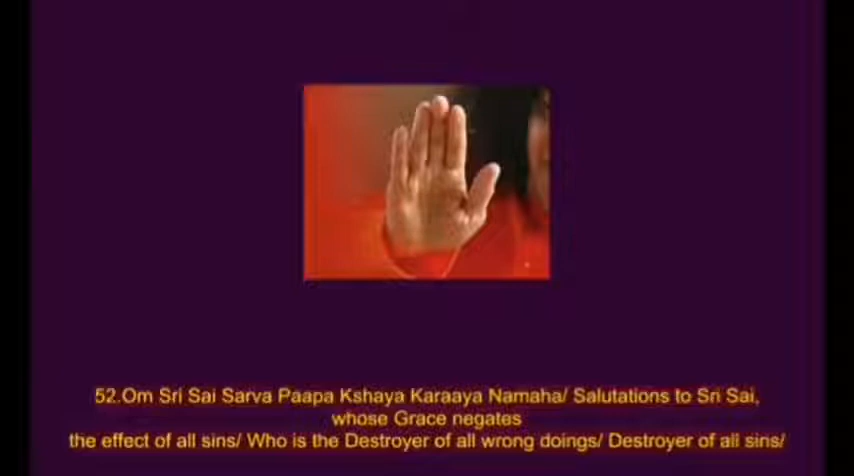 52.Om Sri Sai Sarva Paapa Kshaya Karaaya Namaha/ Salutations to Sri Sai,
whose Grace negates
the effect of all sins/ Who is the Destroyer of all wrong doings/ Destroyer of all sins/